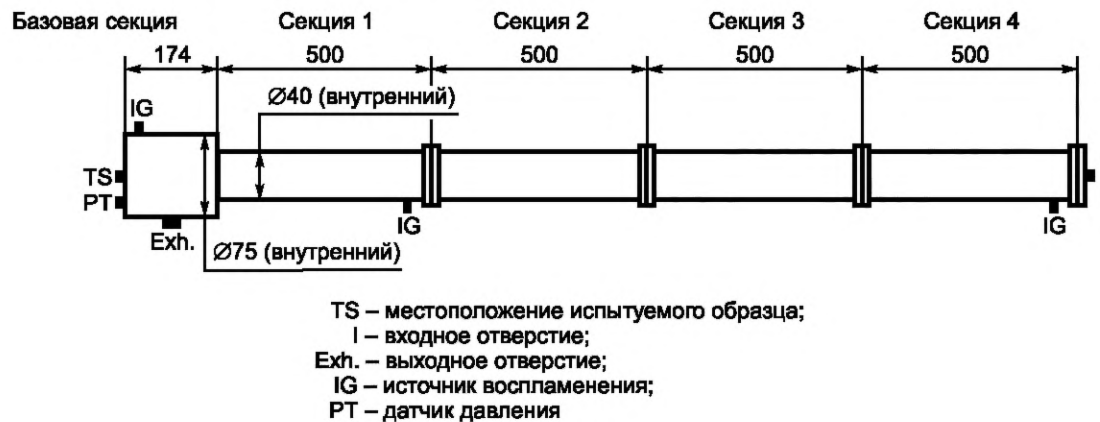 Базовая секция Секция 1 Секция 2 Секция 3 Секция 4
174 500 500 500 500
Ø40 (внутренний)
IG
TS
PT
IG
IG
Exh.
Ø75 (внутренний)
TS – местоположение испытуемого образца;
I – входное отверстие;
Exh. – выходное отверстие;
IG – источник воспламенения;
PT – датчик давления